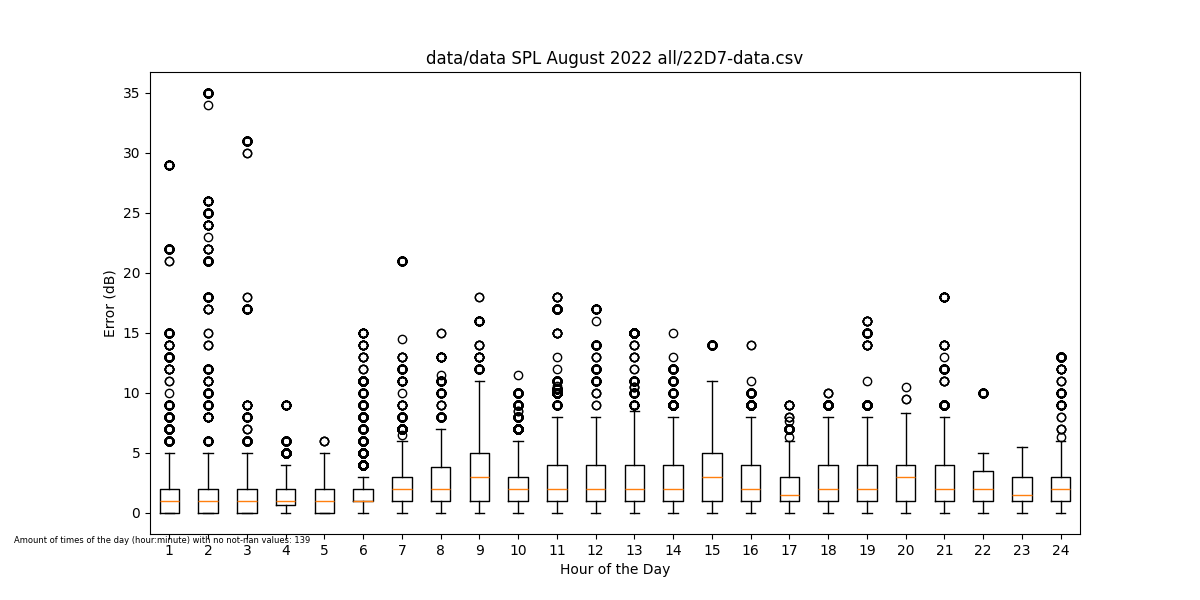 data/data SPL August 2022 all/22D7-data.csv
35
30
25
20
15
10
5
0
Error (dB)
Amount of times of the day (hour:minute) with no not-nan values: 139
1 2 3 4 5 6 7 8 9 10 11 12 13 14 15 16 17 18 19 20 21 22 23 24
Hour of the Day